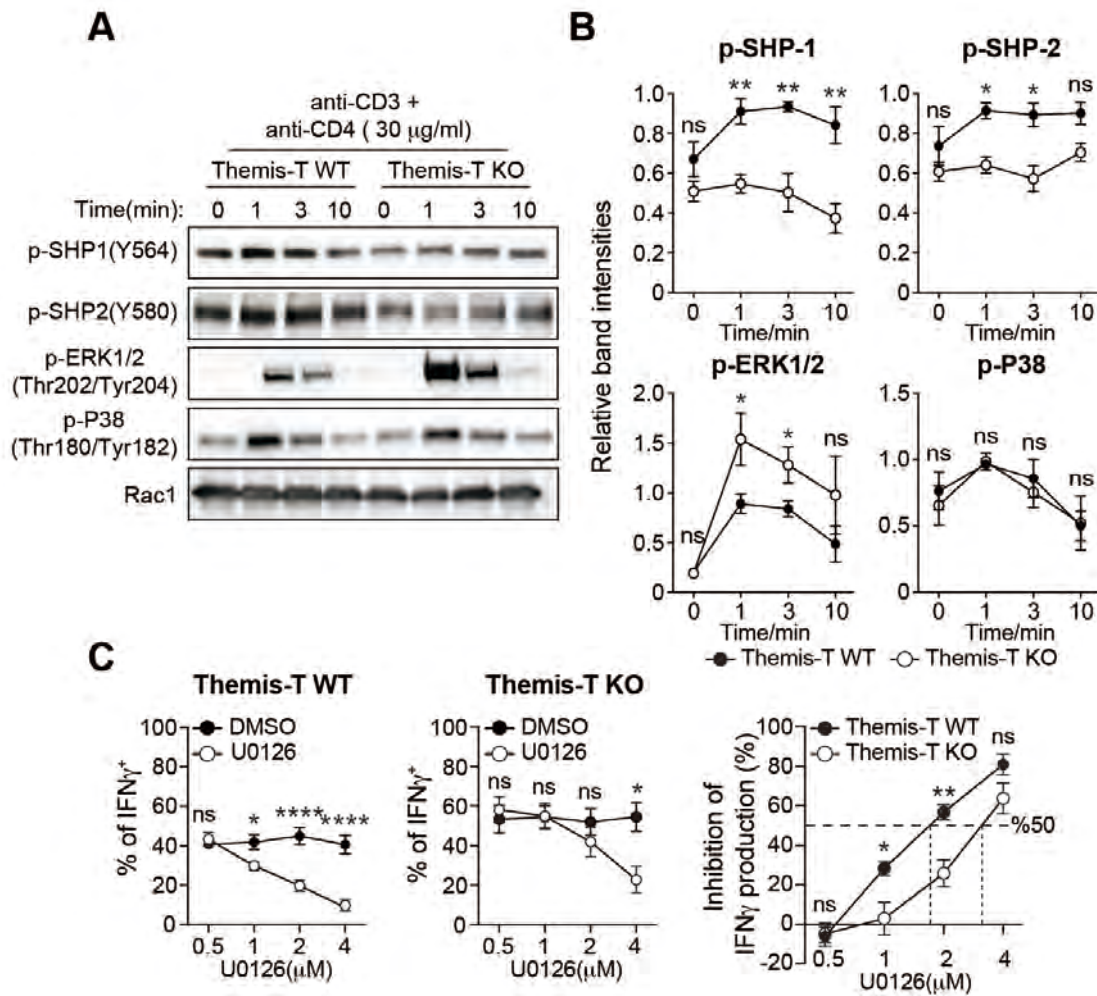 A
anti-CD3 +
anti-CD4 ( 30 μg/ml)
Themis-T WT Themis-T KO
Time(min): 0 1 3 10 0 1 3 10
p-SHP1(Y564)
p-SHP2(Y580)
p-ERK1/2
(Thr202/Tyr204)
p-P38
(Thr180/Tyr182)
Rac1
B
Relative band intensities
p-SHP-1
1.0
0.8
0.6
0.4
0.2
0
ns ** ** **
0 1 3 10
Time/min
p-SHP-2
1.0
0.8
0.6
0.4
0.2
0
ns * * ns
0 1 3 10
Time/min
p-ERK1/2
2.0
1.5
1.0
0.5
0
ns * * ns
0 1 3 10
Time/min
p-P38
1.5
1.0
0.5
0
ns ns ns ns
0 1 3 10
Time/min
Themis-T WT Themis-T KO
C
Themis-T WT
DMSO
U0126
% of IFNγ+
100
80
60
40
20
0
ns * **** ****
0.5 1 2 4
U0126(μM)
Themis-T KO
DMSO
U0126
% of IFNγ+
100
80
60
40
20
0
ns ns ns *
0.5 1 2 4
U0126(μM)
Themis-T WT
Themis-T KO
Inhibition of
IFNγ production (%)
100
80
60
40
20
0
-20
ns * ** ns
%50
0.5 1 2 4
U0126(μM)